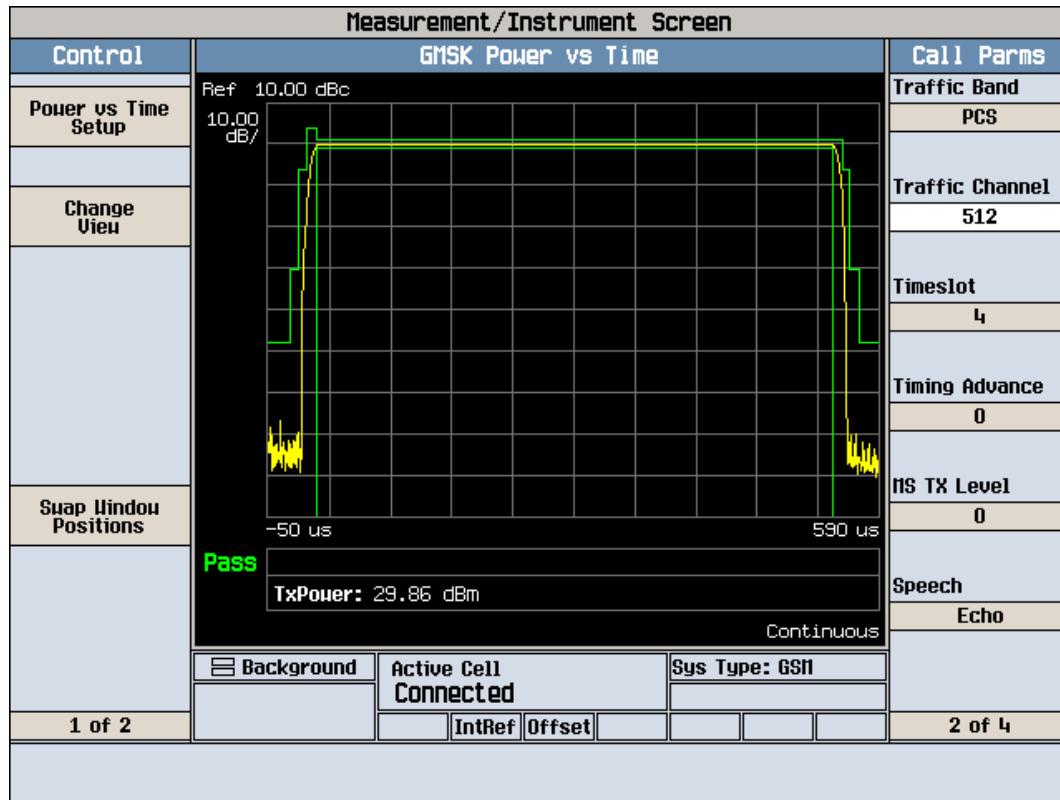 Measurement/Instrument Screen
Control
Power vs Time
Setup
Change
View
Swap Window
Positions
1 of 2
GMSK Power vs Time
Ref 10.00 dBc
10.00
dB/
-50 us
590 us
Pass
TxPower: 29.86 dBm
Continuous
Background
Active Cell
Connected
Sys Type: GSM
IntRef
Offset
Call Parms
Traffic Band
PCS
Traffic Channel
512
Timeslot
4
Timing Advance
0
MS TX Level
0
Speech
Echo
2 of 4